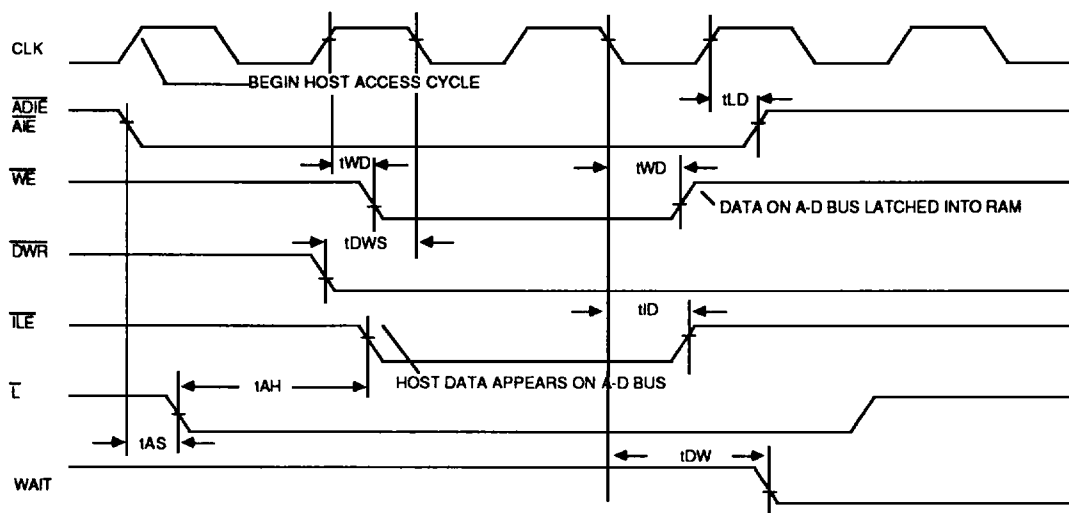 CLK
BEGIN HOST ACCESS CYCLE
ADIE
AIE
tLD
tWD
tWD
WE
DATA ON A-D BUS LATCHED INTO RAM
tDWS
DWR
ILE
tID
tAH
HOST DATA APPEARS ON A-D BUS
L
tAS
tDW
WAIT